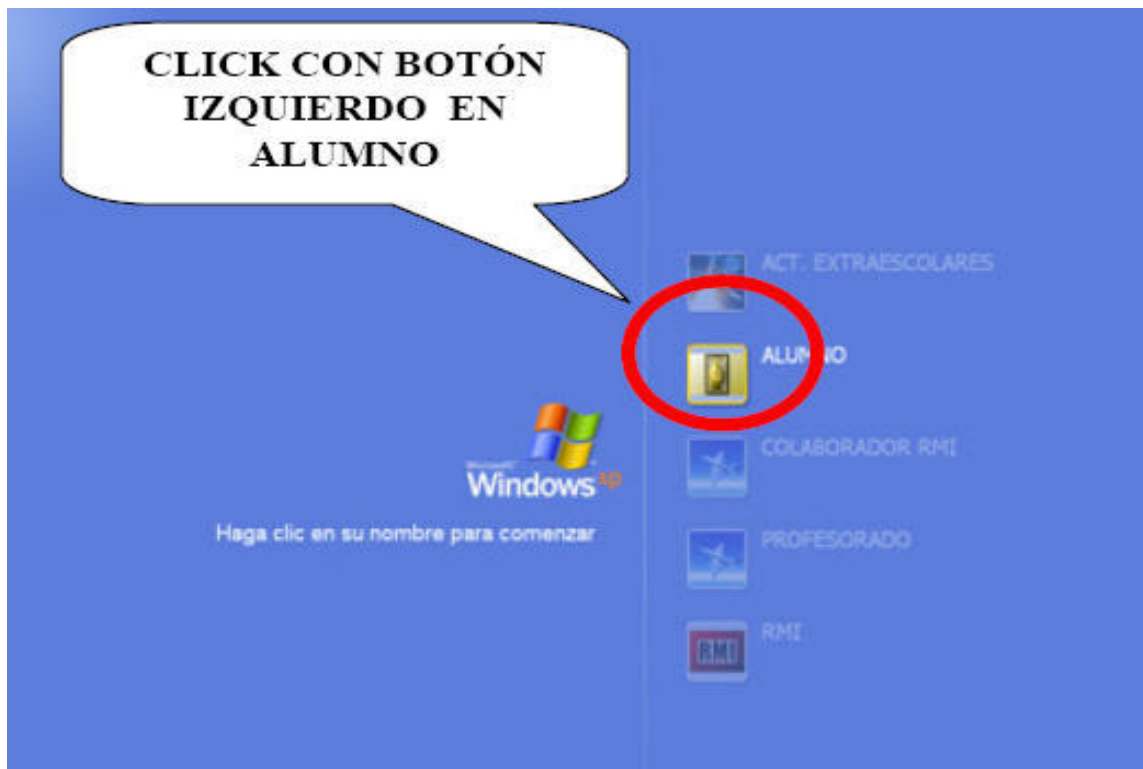 CLICK CON BOTÓN
IZQUIERDO EN
ALUMNO
ACT. EXTRAESCOLARES
ALUMNO
COLABORADOR RMI
PROFESORADO
RMI
RMI
Microsoft
Windows xp
Haga clic en su nombre para comenzar